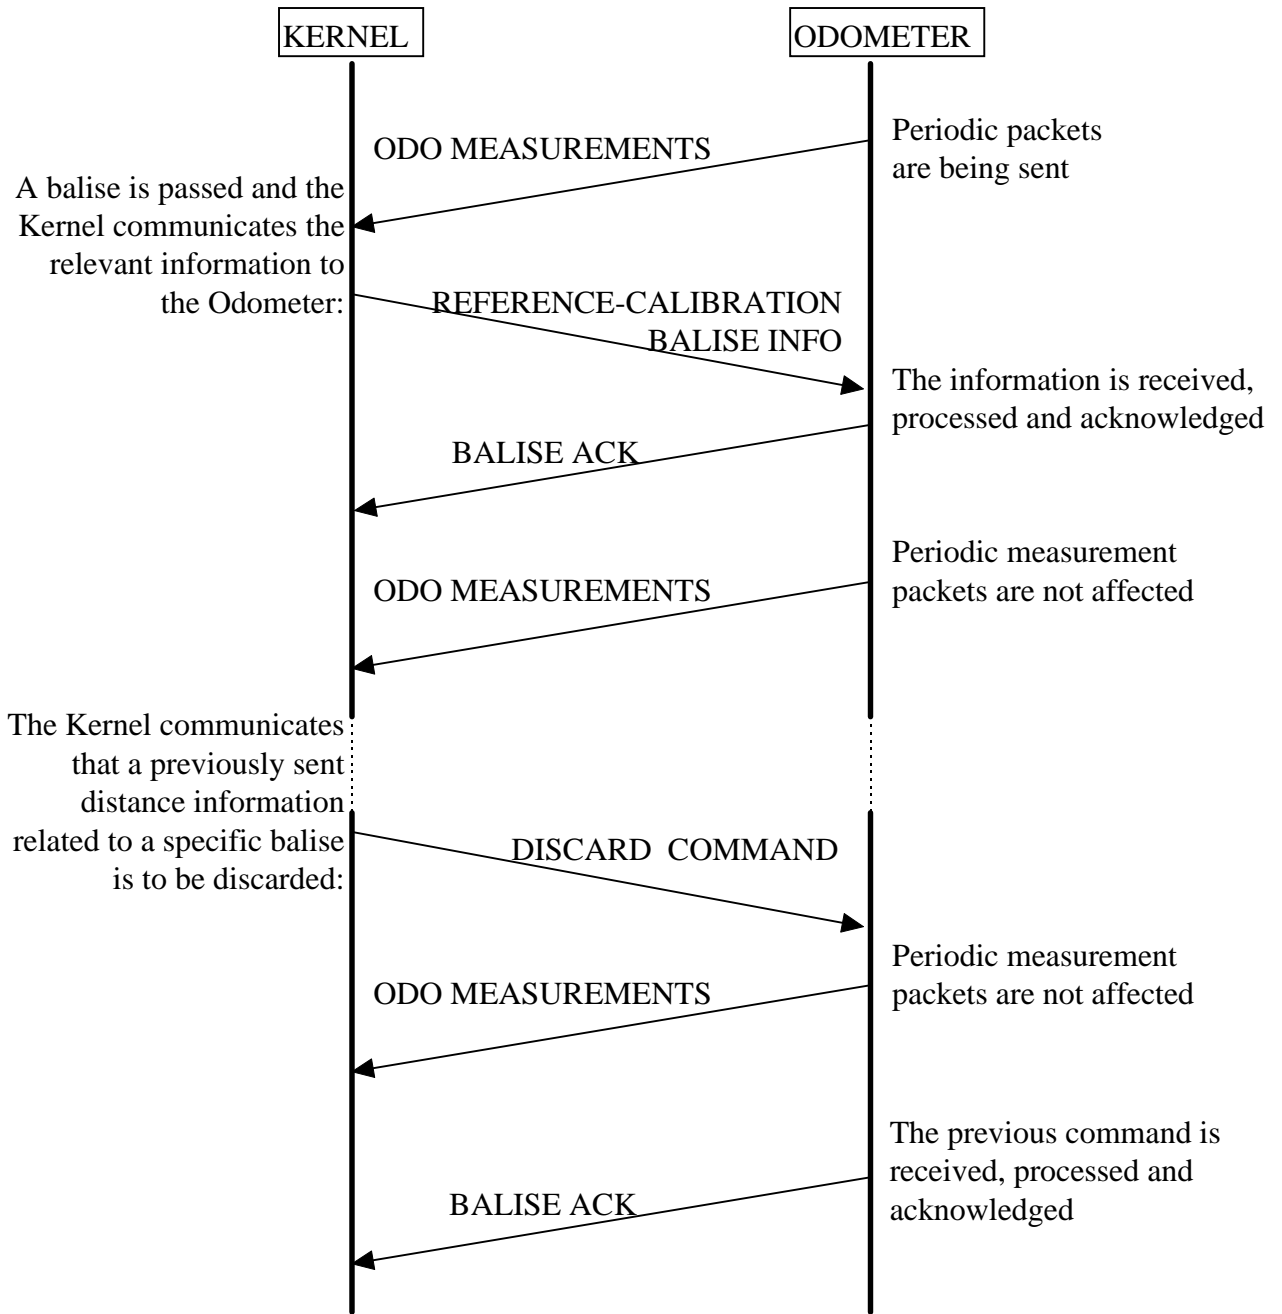 KERNEL
ODOMETER
Periodic packets
are being sent
ODO MEASUREMENTS
A balise is passed and the
Kernel communicates the
relevant information to
the Odometer:
REFERENCE-CALIBRATION
BALISE INFO
The information is received,
processed and acknowledged
BALISE ACK
Periodic measurement
packets are not affected
ODO MEASUREMENTS
The Kernel communicates
that a previously sent
distance information
related to a specific balise
is to be discarded:
DISCARD COMMAND
Periodic measurement
packets are not affected
ODO MEASUREMENTS
The previous command is
received, processed and
acknowledged
BALISE ACK